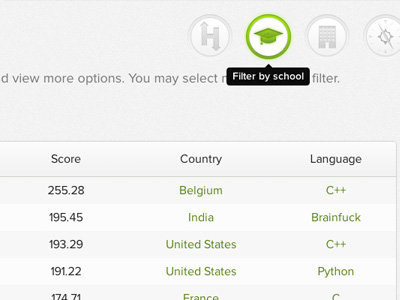 H
d view more options. You may select
filter.
Filter by school
Score Country Language
255.28 Belgium C++
195.45 India Brainfuck
193.29 United States C++
191.22 United States Python
174.71 France C